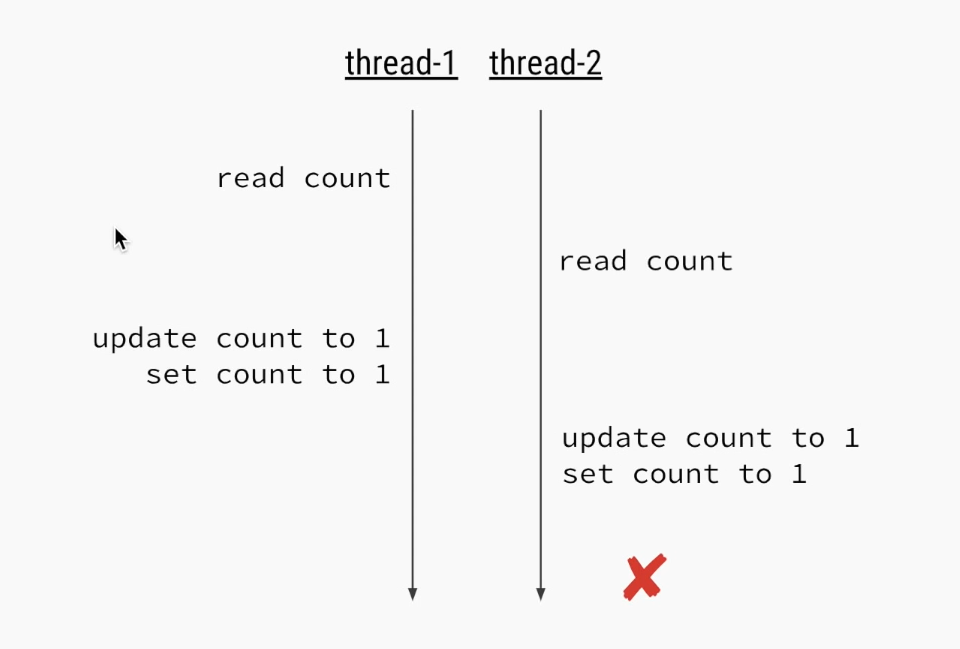 thread-1 thread-2
read count
read count
update count to 1
set count to 1
update count to 1
set count to 1